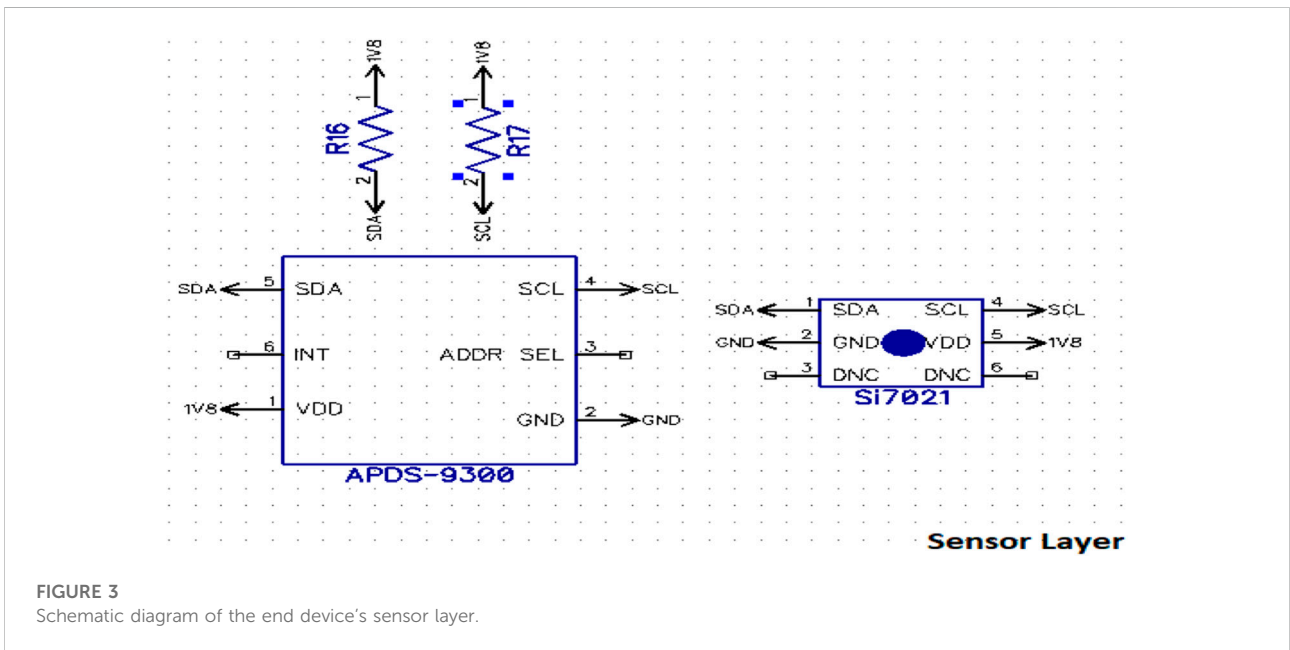 1V8 1V8
1 1
R16 R17
2 2
SDA SCL
SDA 5 SDA SCL 4 SCL
6 INT ADDR SEL 3
1V8 1 VDD
GND 2 GND
APDS-9300
SDA 1 SDA SCL 4 SCL
GND 2 GND VDD 5 1V8
3 DNC DNC 6
Si7021
Sensor Layer
FIGURE 3
Schematic diagram of the end device's sensor layer.